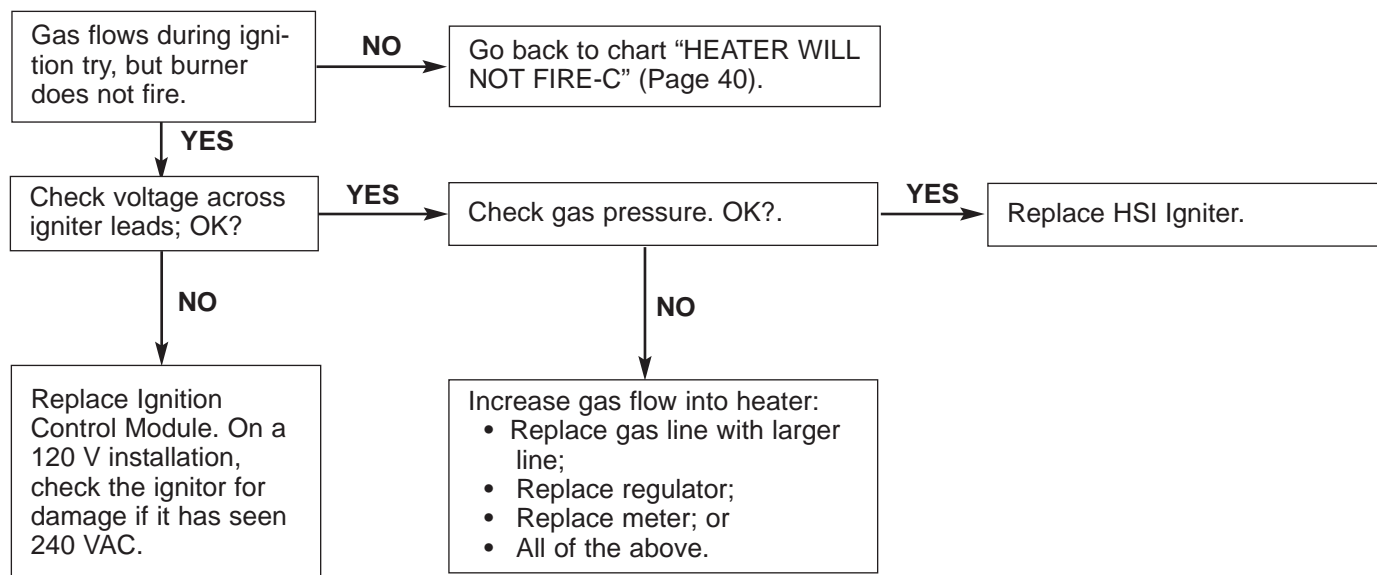 Gas flows during igni-
tion try, but burner
does not fire.
NO
Go back to chart “HEATER WILL
NOT FIRE-C” (Page 40).
YES
Check voltage across
igniter leads; OK?
YES
Check gas pressure. OK?.
YES
Replace HSI Igniter.
NO
NO
Replace Ignition
Control Module. On a
120 V installation,
check the ignitor for
damage if it has seen
240 VAC.
Increase gas flow into heater:
• Replace gas line with larger
line;
• Replace regulator;
• Replace meter; or
• All of the above.